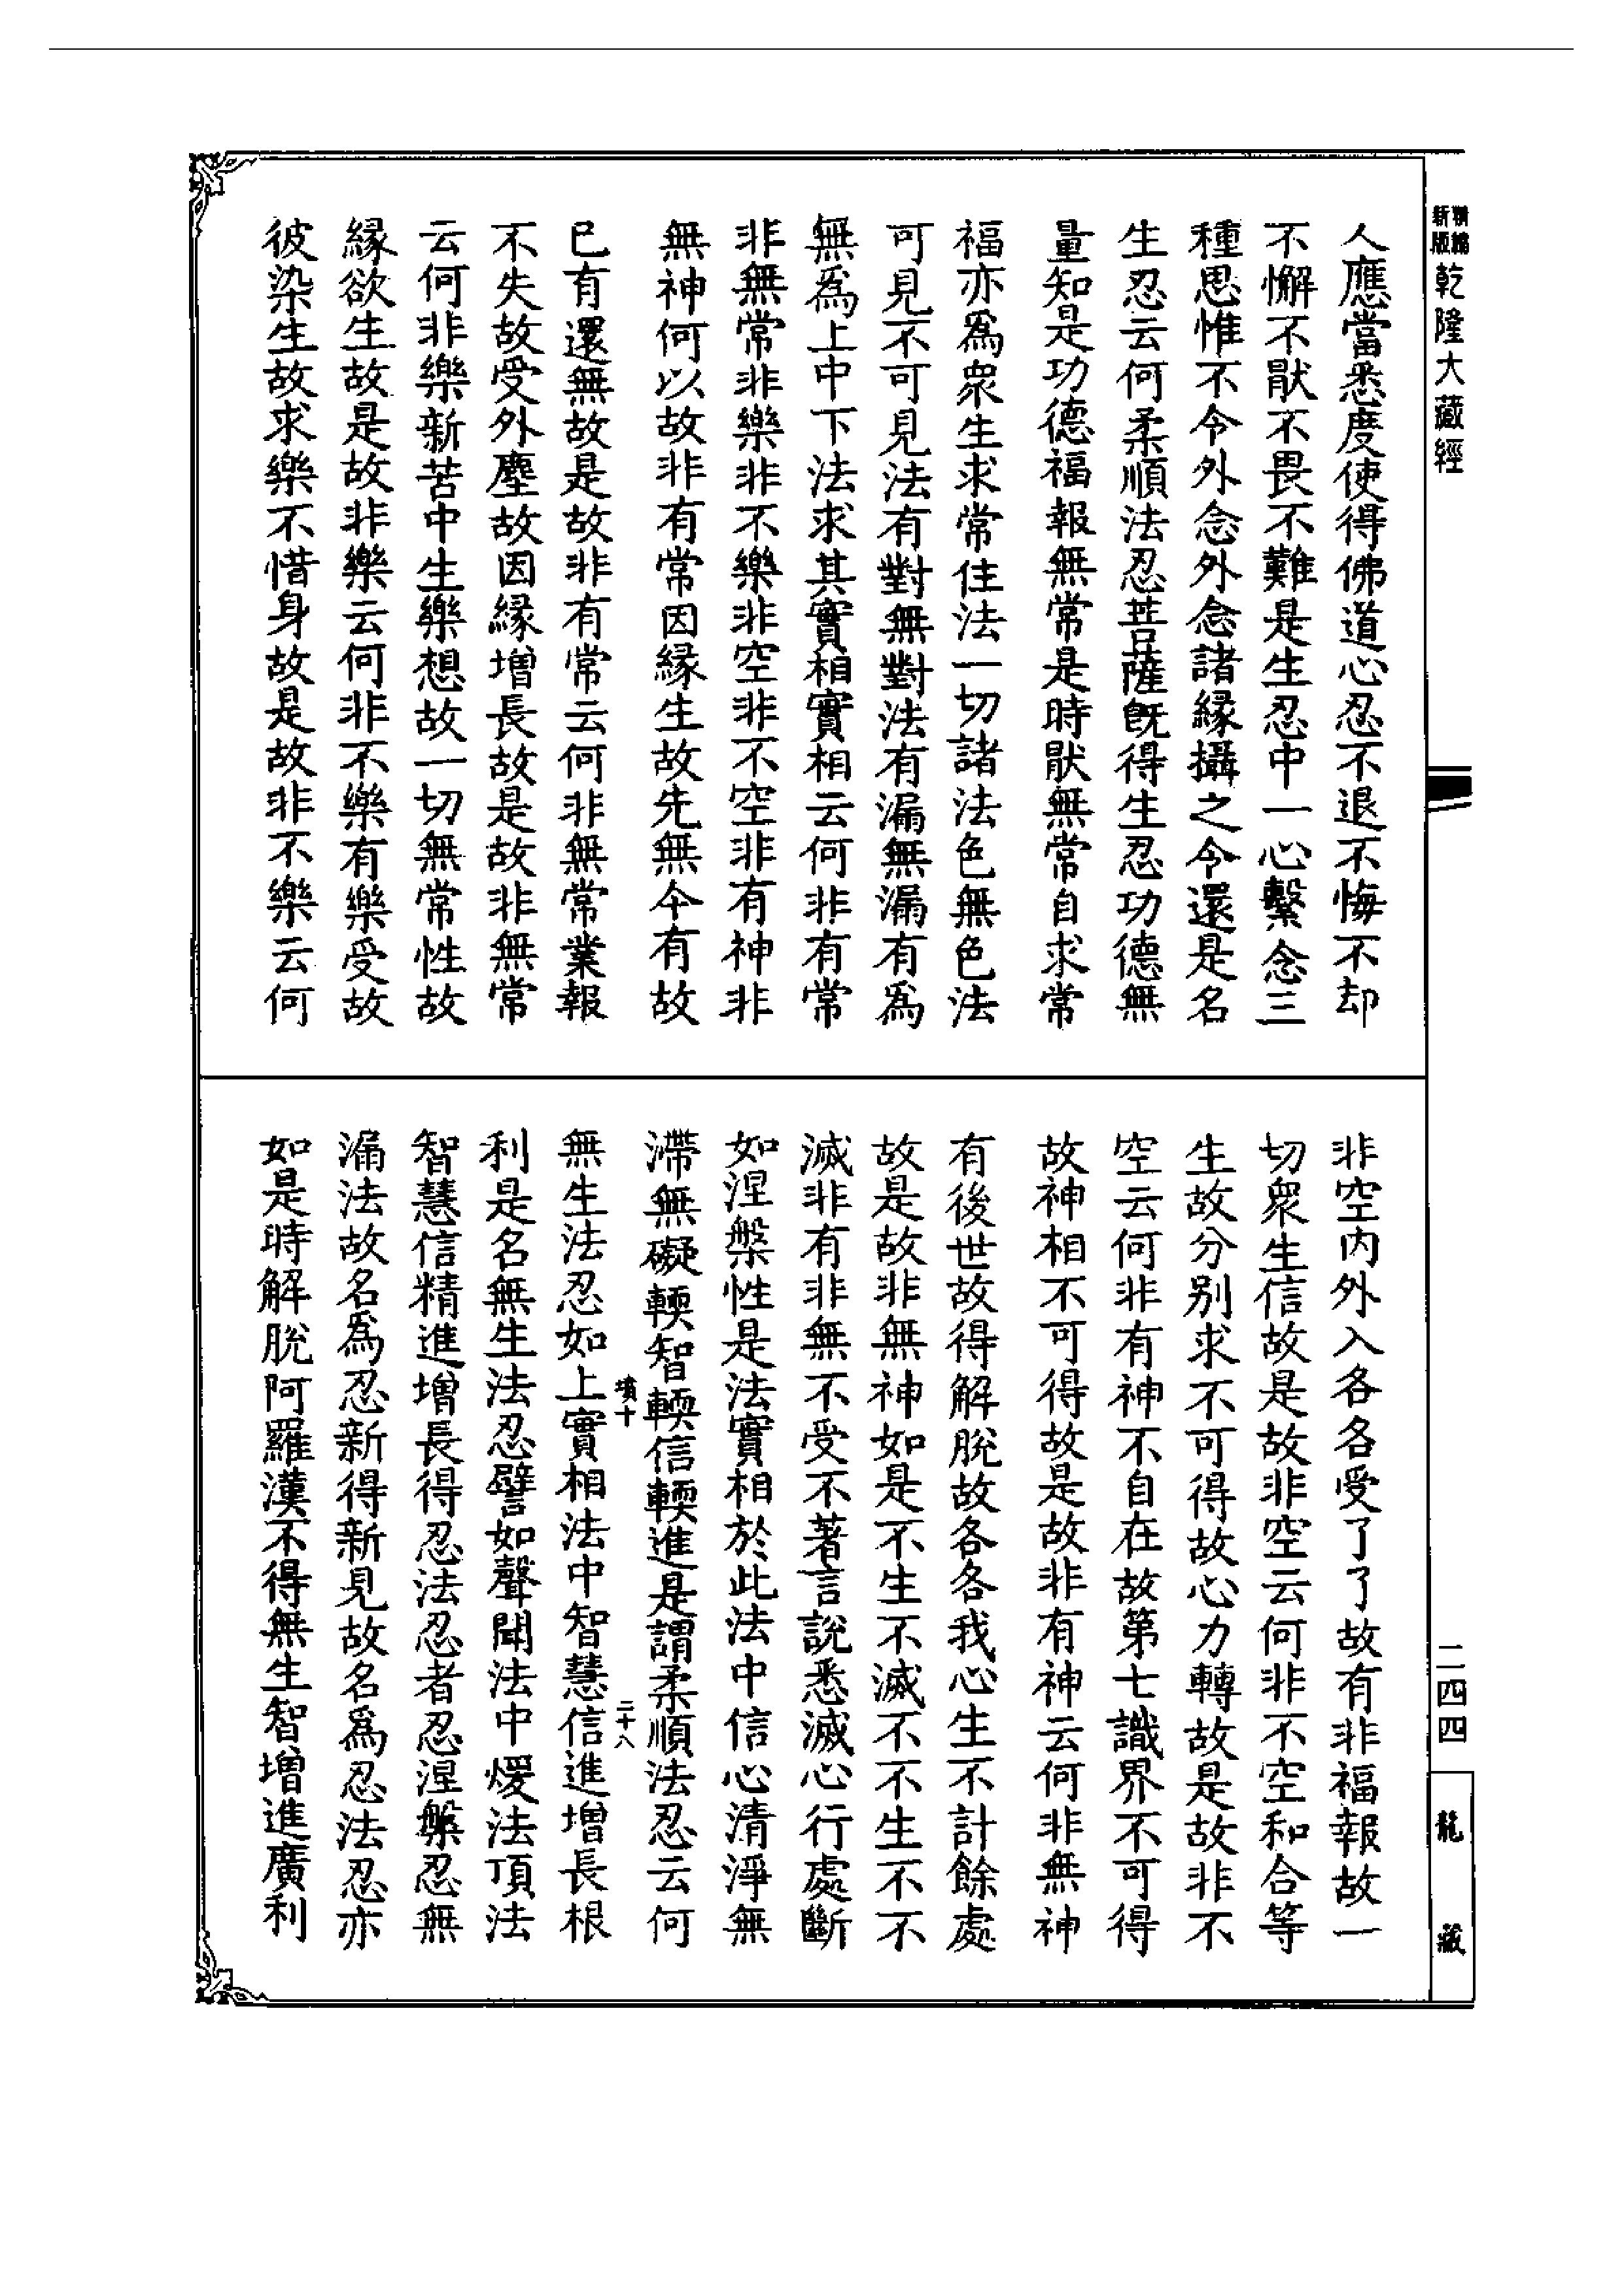 新編
新版
乾隆大藏經
人應當悉度使得佛道心忍不退不悔不却
不懈不猒不畏不難是生忍中一心繫念三
種思惟不令外念外念諸緣攝之令還是名
生忍云何柔順法忍菩薩既得生忍功德無
量知是功德福報無常是時猒無常自求常
福亦爲衆生求常住法一切諸法色無色法
可見不可見法有對無對法有漏無漏有爲
無爲上中下法求其實相實相云何非有常
非無常非樂非不樂非空非不空非有神非
無神何以故非有常因緣生故先無今有故
已有還無故是故非有常云何非無常業報
不失故受外塵故因緣增長故是故非無常
云何非樂新苦中生樂想故一切無常性故
緣欲生故是故非樂云何非不樂有樂受故
彼染生故求樂不惜身故是故非不樂云何
非空內外入各各受了了故有非福報故一
切衆生信故是故非空云何非不空和合等
生故分别求不可得故心力轉故是故非不
空云何非有神不自在故第七識界不可得
故神相不可得故是故非有神云何非無神
有後世故得解脫故各各我心生不計餘處
故是故非無神如是不生不滅不不生不不
滅非有非無不受不著言說悉滅心行處斷
如涅槃性是法實相於此法中信心清淨無
滯無礙輭智輭信輭進是謂柔順法忍云何
無生法忍如上實相法中智慧信進增長根
利是名無生法忍譬如聲聞法中煖法頂法
智慧信精進增長得忍法忍者忍涅槃忍無
漏法故名爲忍新得新見故名爲忍法忍亦
如是時解脫阿羅漢不得無生智增進廣利
墳十
二十八
二四四
龍藏